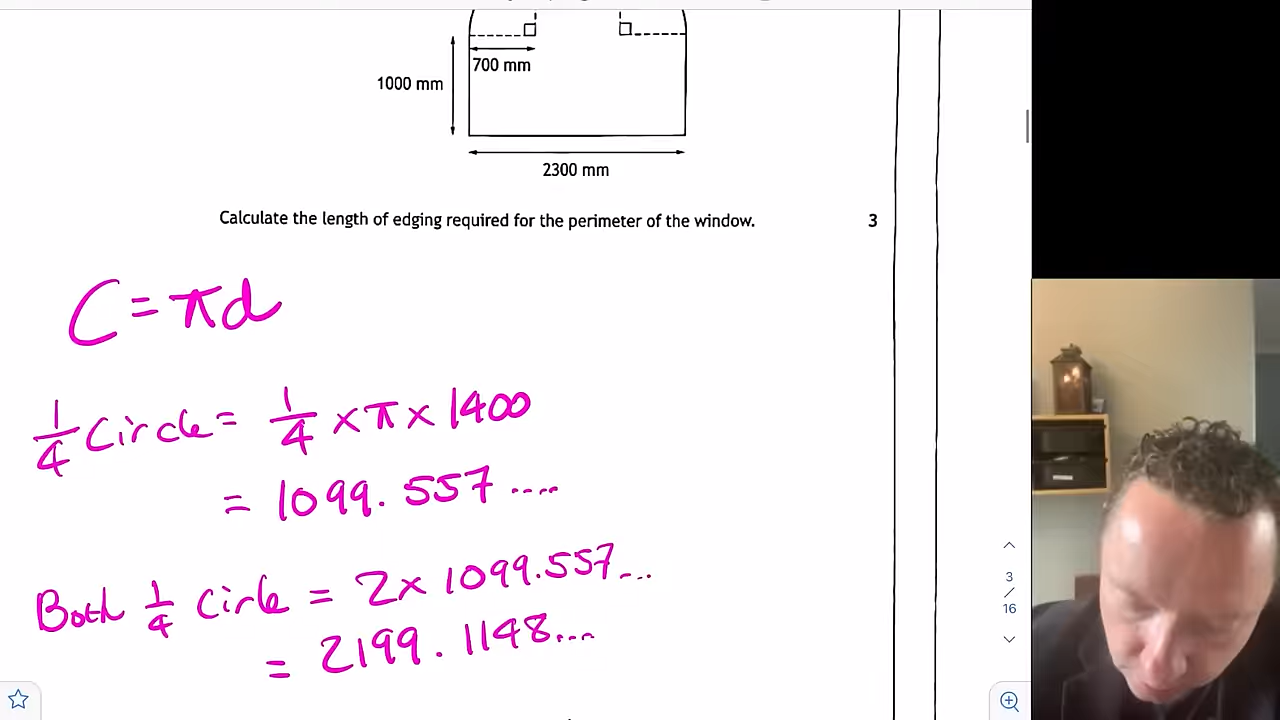 700 mm
1000 mm
2300 mm
Calculate the length of edging required for the perimeter of the window. 3
C = πd
1/4 Circle = 1/4 × π × 1400
= 1099.557....
Both 1/4 Circle = 2 × 1099.557...
= 2199.1148...
3
/
16